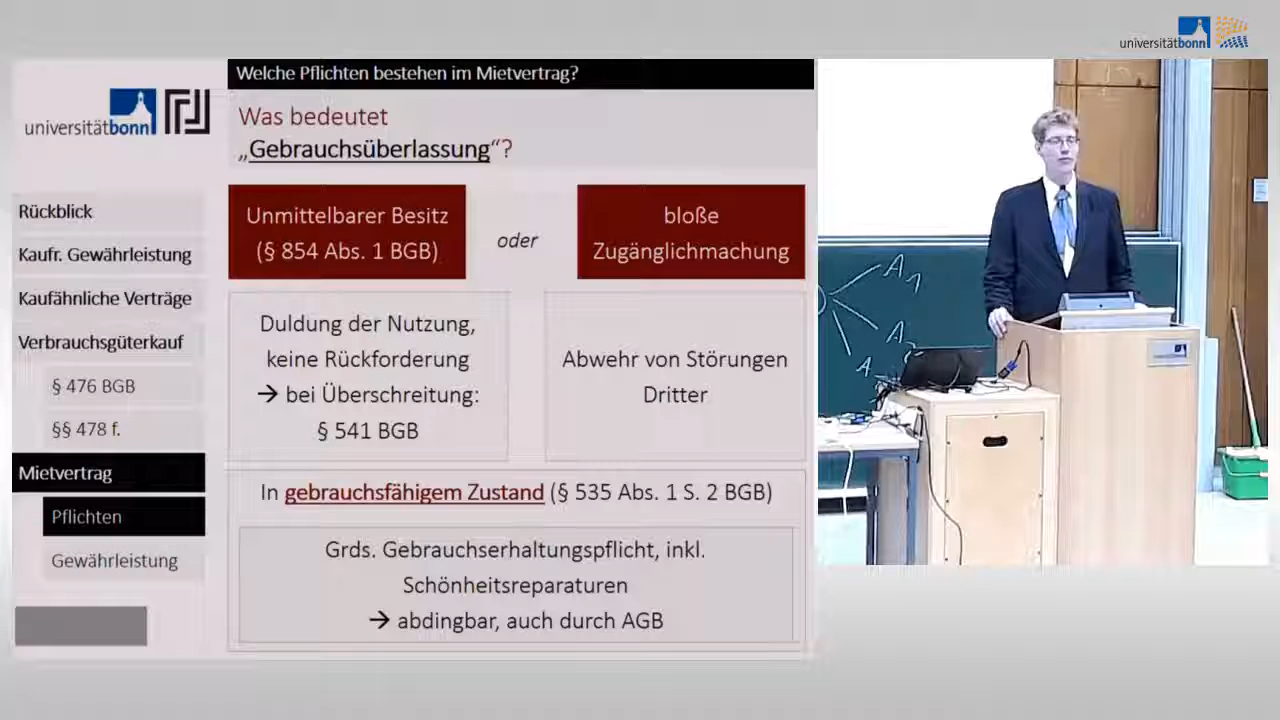 universitätbonn
universitätbonn
Welche Pflichten bestehen im Mietvertrag?
Was bedeutet
„Gebrauchsüberlassung“?
Rückblick
Kaufr. Gewährleistung
Kaufähnliche Verträge
Verbrauchsgüterkauf
§ 476 BGB
§§ 478 f.
Mietvertrag
Pflichten
Gewährleistung
Unmittelbarer Besitz
(§ 854 Abs. 1 BGB)
oder
bloße
Zugänglichmachung
Duldung der Nutzung,
keine Rückforderung
→ bei Überschreitung:
§ 541 BGB
Abwehr von Störungen
Dritter
In gebrauchsfähigem Zustand (§ 535 Abs. 1 S. 2 BGB)
Grds. Gebrauchserhaltungspflicht, inkl.
Schönheitsreparaturen
→ abdingbar, auch durch AGB
A1
A2
A